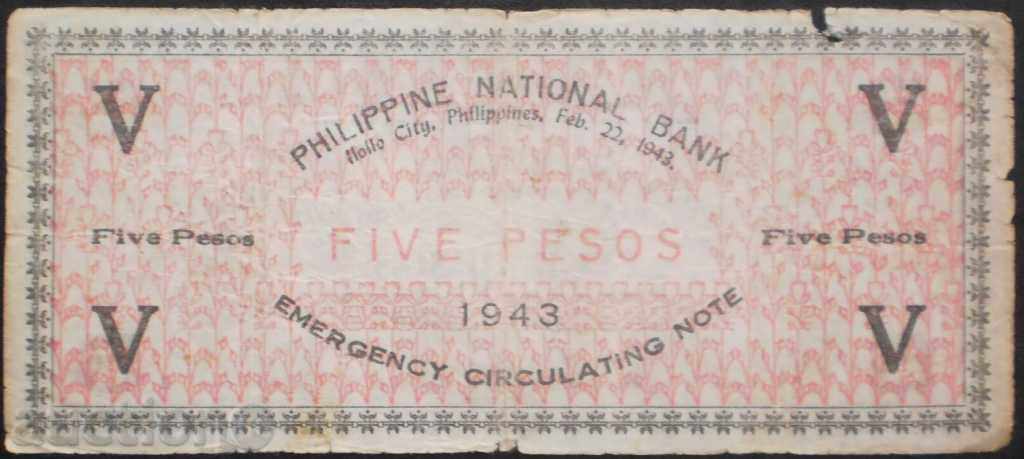 V V
PHILIPPINE NATIONAL BANK
Iloilo City, Philippines, Feb. 22, 1943.
Five Pesos FIVE PESOS Five Pesos
1943
EMERGENCY CIRCULATING NOTE
V V